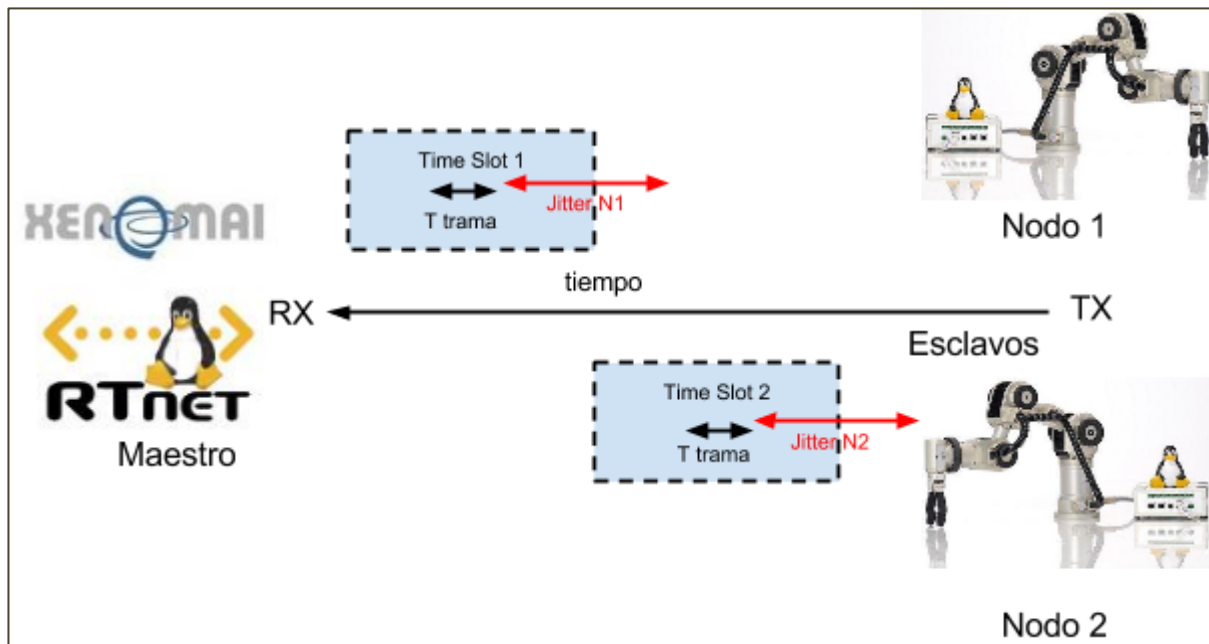 Time Slot 1
Jitter N1
T trama
XENOMAI
Nodo 1
tiempo
RX
TX
Esclavos
RTnet
Maestro
Time Slot 2
Jitter N2
T trama
Nodo 2